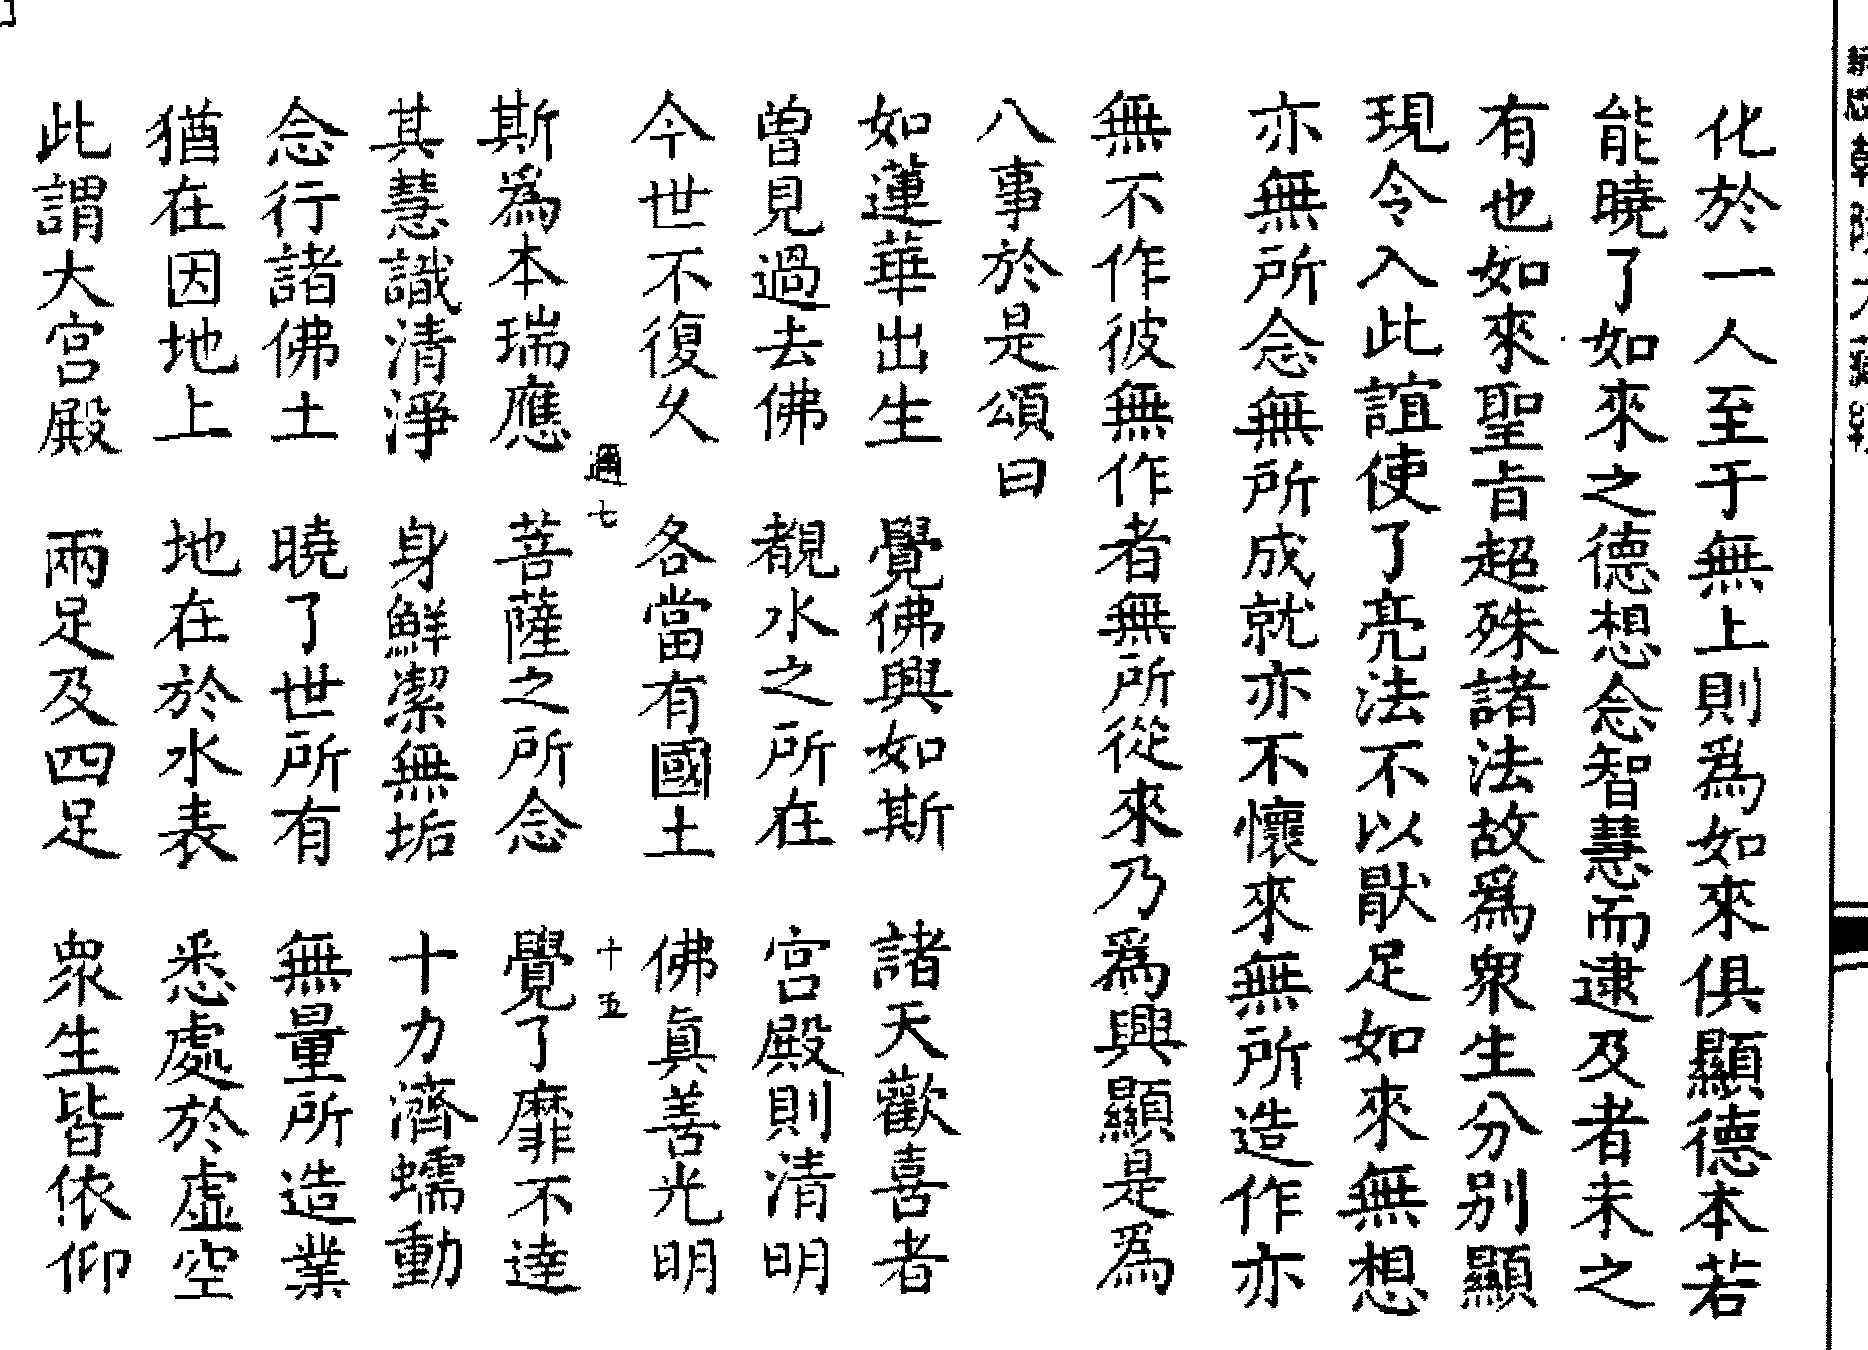 化於一人至于無上則爲如來俱顯德本若
能曉了如來之德想念智慧而逮及者未之
有也如來聖旨超殊諸法故爲衆生分别顯
現令入此誼使了亮法不以猒足如來無想
亦無所念無所成就亦不懷來無所造作亦
無不作彼無作者無所從來乃爲興顯是爲
八事於是頌曰
如蓮華出生　覺佛興如斯　諸天歡喜者
曽見過去佛　覩水之所在　宫殿則清明
今世不復久　各當有國土　佛真善光明
通七　十五
斯爲本瑞應　菩薩之所念　覺了靡不達
其慧識清淨　身鮮潔無垢　十力濟蠕動
念行諸佛土　曉了世所有　無量所造業
猶在因地上　地在於水表　悉處於虛空
此謂大宫殿　兩足及四足　衆生皆依仰